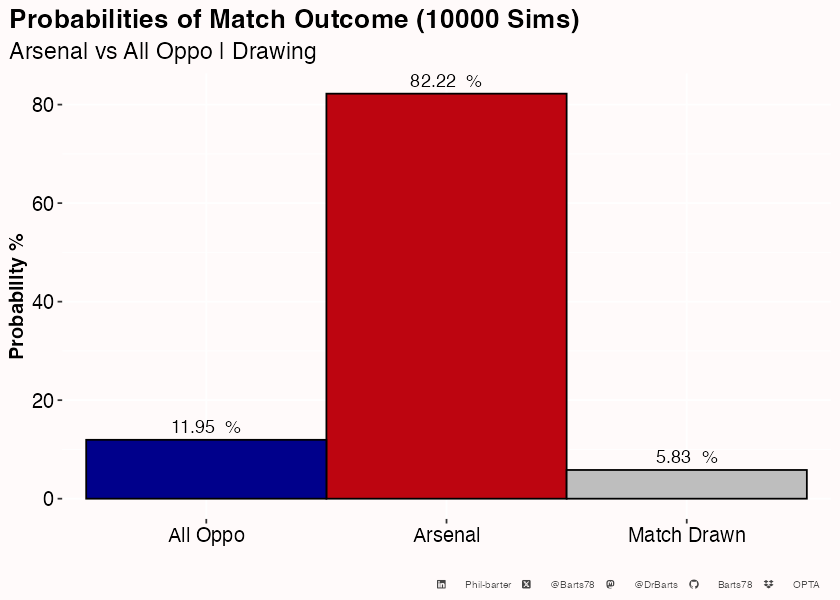 Probabilities of Match Outcome (10000 Sims)
Arsenal vs All Oppo | Drawing
82.22 %
80
60
Probability %
40
20
11.95 %
5.83 %
0
All Oppo Arsenal Match Drawn
Phil-barter @Barts78 @DrBarts Barts78 OPTA